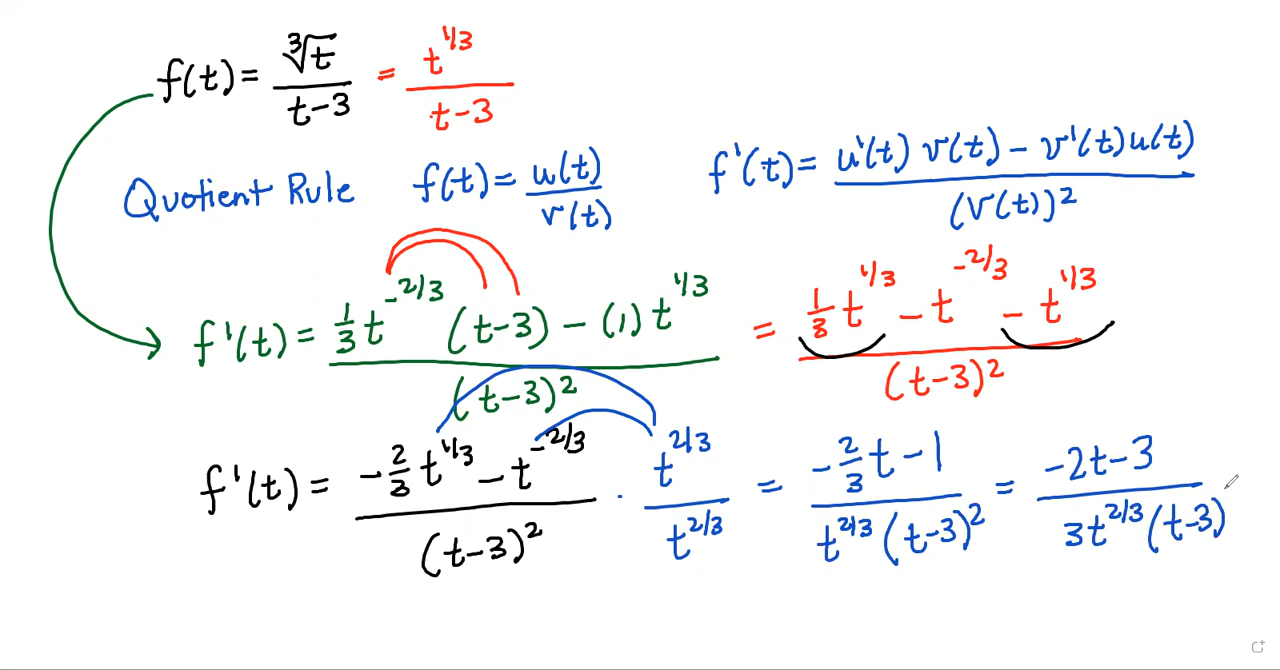 f(t) = ∛t / (t-3) = t^(1/3) / (t-3)
Quotient Rule f(t) = u(t) / v(t) f'(t) = (u'(t) v(t) - v'(t) u(t)) / (v(t))^2
f'(t) = (1/3 t^(-2/3) (t-3) - (1) t^(1/3)) / (t-3)^2 = (1/3 t^(1/3) - t^(-2/3) - t^(1/3)) / (t-3)^2
f'(t) = (-2/3 t^(1/3) - t^(-2/3)) / (t-3)^2 · t^(2/3) / t^(2/3) = (-2/3 t - 1) / (t^(2/3) (t-3)^2) = (-2t-3) / (3t^(2/3) (t-3))